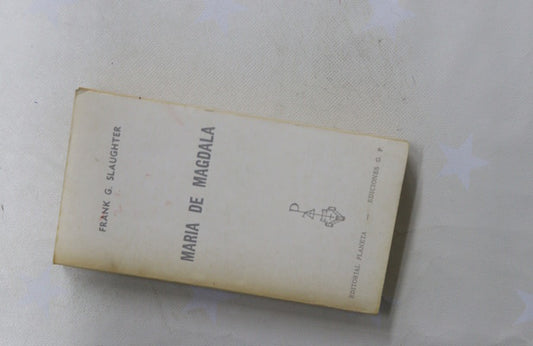 FRANK G. SLAUGHTER
MARIA DE MAGDALA
P
EDITORIAL PLANETA — EDICIONES G. P.